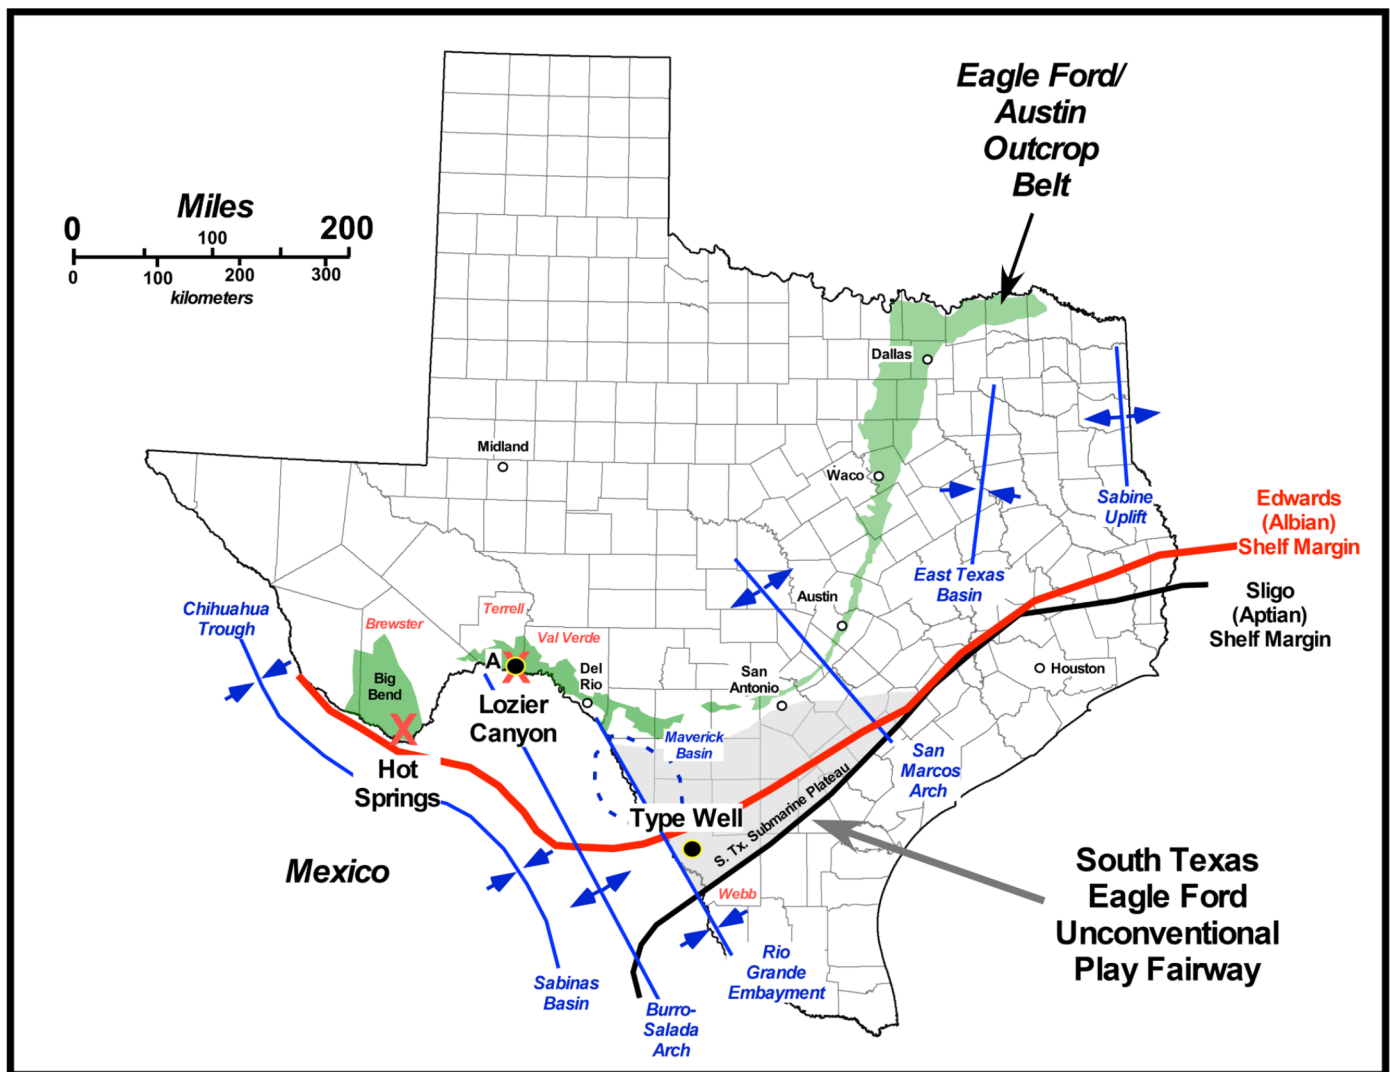 Eagle Ford/
Austin
Outcrop
Belt
Miles
0
100
200
0
100
200
300
kilometers
Dallas
Midland
Waco
Sabine
Uplift
Edwards
(Albian)
Shelf Margin
East Texas
Basin
Sligo
(Aptian)
Shelf Margin
Chihuahua
Trough
Brewster
Terrell
Val Verde
Austin
A
Big
Bend
Del
Rio
San
Antonio
Houston
X
X
Lozier
Canyon
Maverick
Basin
San
Marcos
Arch
Hot
Springs
Type Well
S. Tx. Submarine Plateau
Mexico
Webb
South Texas
Eagle Ford
Unconventional
Play Fairway
Sabinas
Basin
Burro-
Salada
Arch
Rio
Grande
Embayment